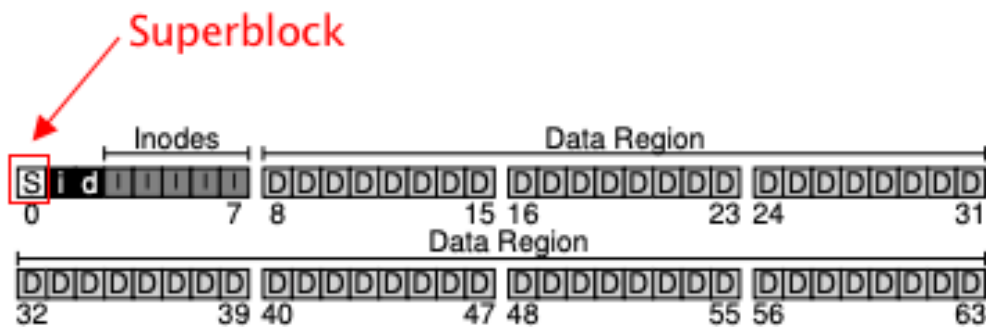 Superblock
Inodes Data Region
S i d I I I I I D D D D D D D D D D D D D D D D D D D D D D D D
0 7 8 15 16 23 24 31
Data Region
D D D D D D D D D D D D D D D D D D D D D D D D D D D D D D D D
32 39 40 47 48 55 56 63